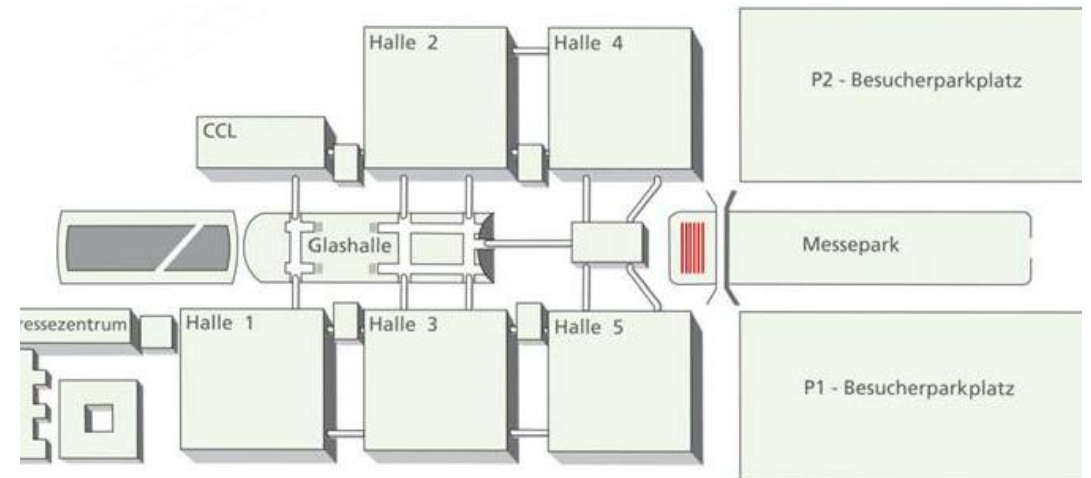 Halle 2
Halle 4
P2 - Besucherparkplatz
CCL
Glashalle
Messepark
ressezentrum
Halle 1
Halle 3
Halle 5
P1 - Besucherparkplatz